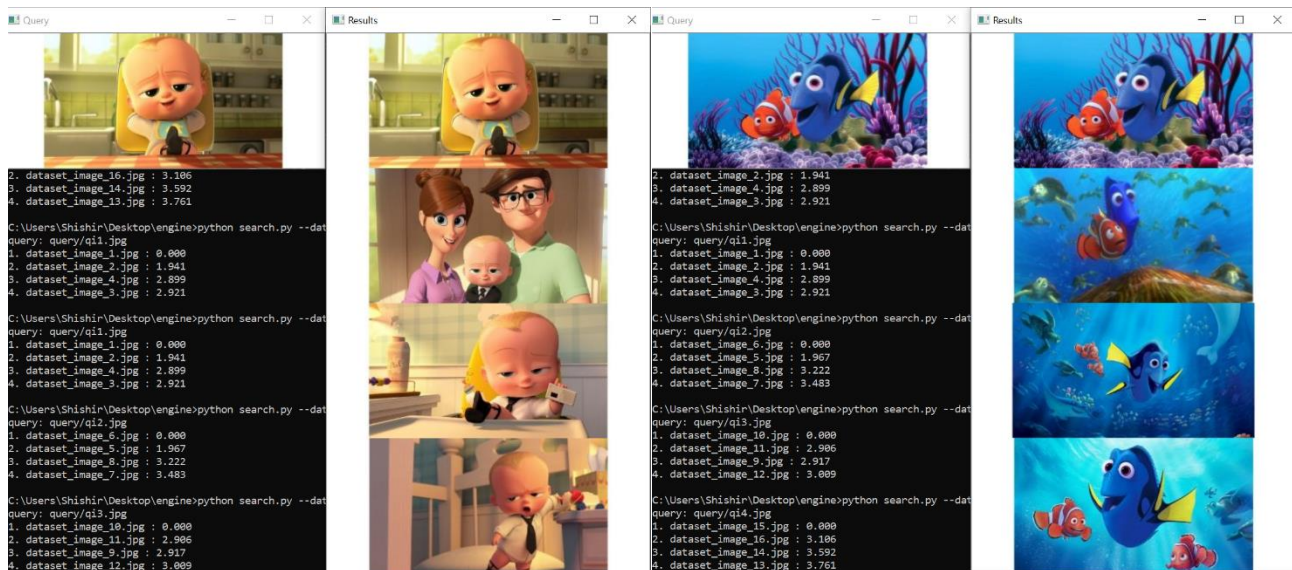 Query
2. dataset_image_16.jpg : 3.106
3. dataset_image_14.jpg : 3.592
4. dataset_image_13.jpg : 3.761
C:\Users\Shishir\Desktop\engine>python search.py --dat
query: query/qi1.jpg
1. dataset_image_1.jpg : 0.000
2. dataset_image_2.jpg : 1.941
3. dataset_image_4.jpg : 2.899
4. dataset_image_3.jpg : 2.921
C:\Users\Shishir\Desktop\engine>python search.py --dat
query: query/qi1.jpg
1. dataset_image_1.jpg : 0.000
2. dataset_image_2.jpg : 1.941
3. dataset_image_4.jpg : 2.899
4. dataset_image_3.jpg : 2.921
C:\Users\Shishir\Desktop\engine>python search.py --dat
query: query/qi2.jpg
1. dataset_image_6.jpg : 0.000
2. dataset_image_5.jpg : 1.967
3. dataset_image_8.jpg : 3.222
4. dataset_image_7.jpg : 3.483
C:\Users\Shishir\Desktop\engine>python search.py --dat
query: query/qi3.jpg
1. dataset_image_10.jpg : 0.000
2. dataset_image_11.jpg : 2.906
3. dataset_image_9.jpg : 2.917
4. dataset_image_12.jpg : 3.009
Results
Query
2. dataset_image_2.jpg : 1.941
3. dataset_image_4.jpg : 2.899
4. dataset_image_3.jpg : 2.921
C:\Users\Shishir\Desktop\engine>python search.py --dat
query: query/qi1.jpg
1. dataset_image_1.jpg : 0.000
2. dataset_image_2.jpg : 1.941
3. dataset_image_4.jpg : 2.899
4. dataset_image_3.jpg : 2.921
C:\Users\Shishir\Desktop\engine>python search.py --dat
query: query/qi2.jpg
1. dataset_image_6.jpg : 0.000
2. dataset_image_5.jpg : 1.967
3. dataset_image_8.jpg : 3.222
4. dataset_image_7.jpg : 3.483
C:\Users\Shishir\Desktop\engine>python search.py --dat
query: query/qi3.jpg
1. dataset_image_10.jpg : 0.000
2. dataset_image_11.jpg : 2.906
3. dataset_image_9.jpg : 2.917
4. dataset_image_12.jpg : 3.009
C:\Users\Shishir\Desktop\engine>python search.py --dat
query: query/qi4.jpg
1. dataset_image_15.jpg : 0.000
2. dataset_image_16.jpg : 3.106
3. dataset_image_14.jpg : 3.592
4. dataset_image_13.jpg : 3.761
Results